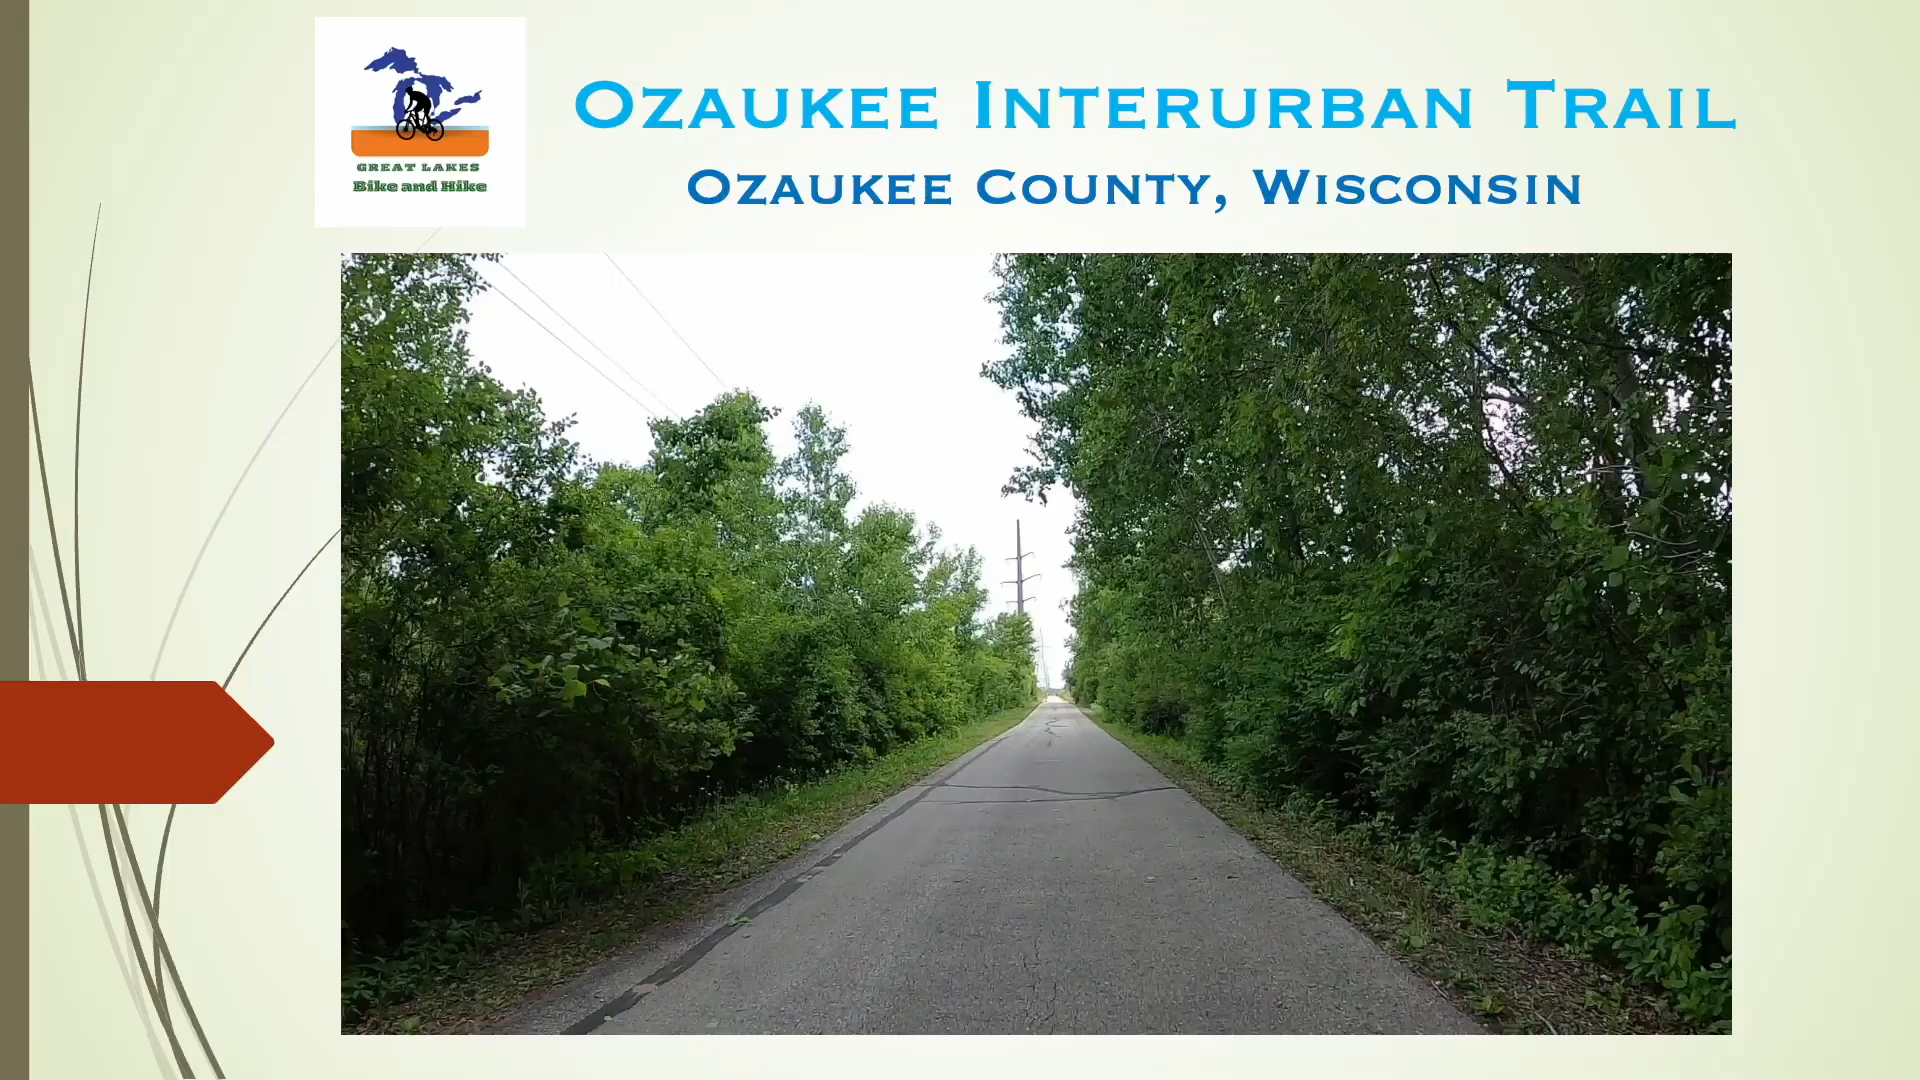 GREAT LAKES
Bike and Hike
Ozaukee Interurban Trail
Ozaukee County, Wisconsin